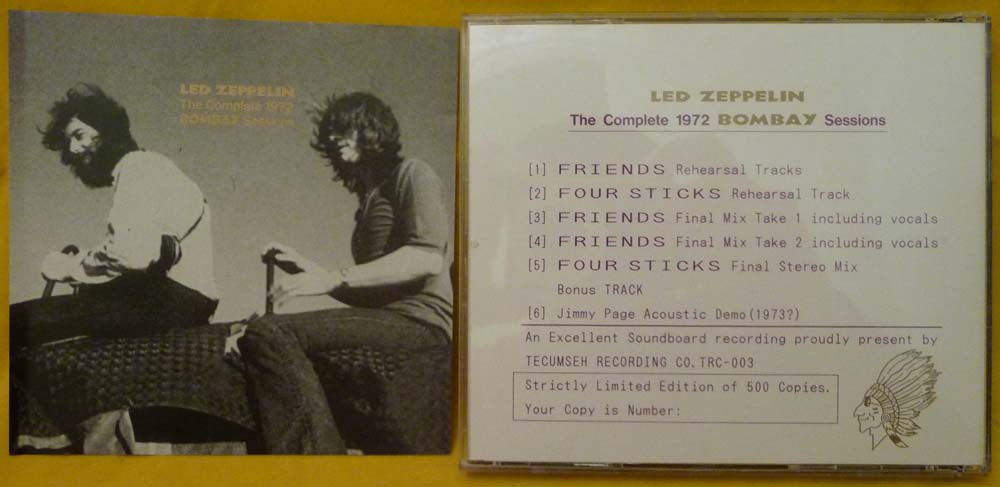 LED ZEPPELIN
The Complete 1972
BOMBAY Sessions
LED ZEPPELIN
The Complete 1972 BOMBAY Sessions
[1] FRIENDS Rehearsal Tracks
[2] FOUR STICKS Rehearsal Track
[3] FRIENDS Final Mix Take 1 including vocals
[4] FRIENDS Final Mix Take 2 including vocals
[5] FOUR STICKS Final Stereo Mix
Bonus TRACK
[6] Jimmy Page Acoustic Demo(1973?)
An Excellent Soundboard recording proudly present by
TECUMSEH RECORDING CO. TRC-003
Strictly Limited Edition of 500 Copies.
Your Copy is Number: